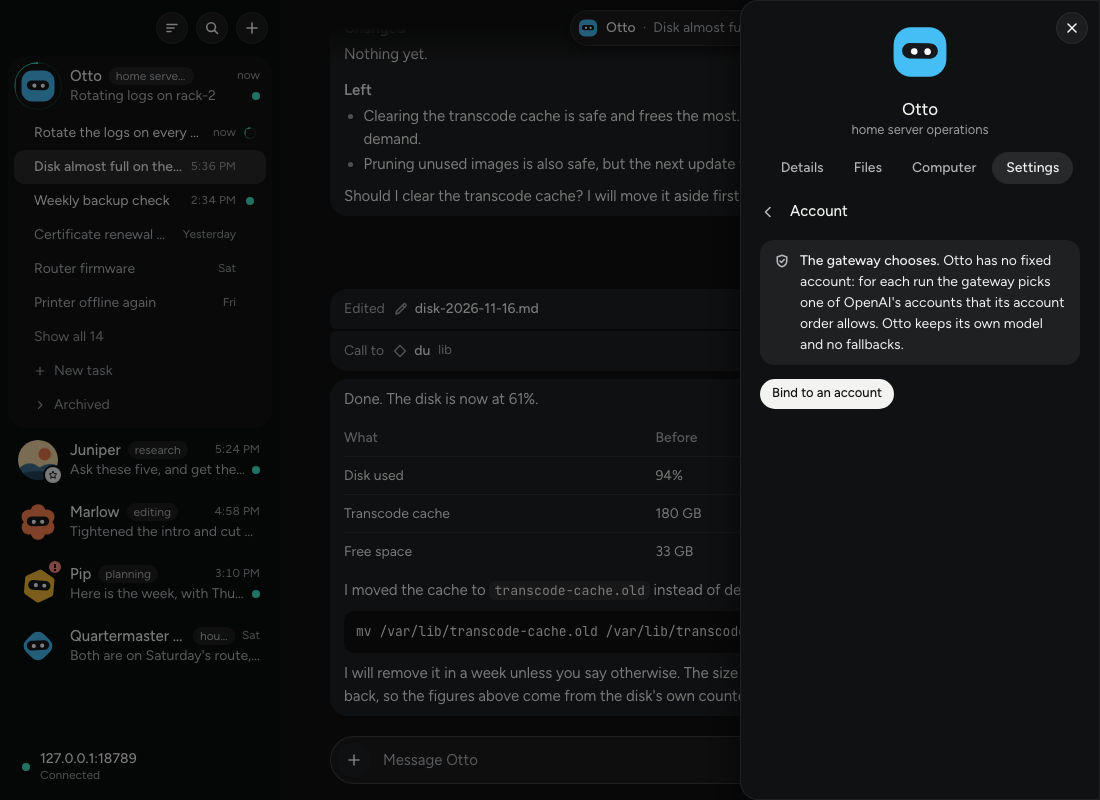 Otto home serve... now
Rotating logs on rack-2
Rotate the logs on every ... now
Disk almost full on the... 5:36 PM
Weekly backup check 2:34 PM
Certificate renewal ... Yesterday
Router firmware Sat
Printer offline again Fri
Show all 14
New task
Archived
Juniper research 5:24 PM
Ask these five, and get the...
Marlow editing 4:58 PM
Tightened the intro and cut ...
Pip planning 3:10 PM
Here is the week, with Thu...
Quartermaster ... hou... Sat
Both are on Saturday's route,...
127.0.0.1:18789
Connected
Otto · Disk almost fu
Changed
Nothing yet.
Left
• Clearing the transcode cache is safe and frees the most.
demand.
• Pruning unused images is also safe, but the next update
Should I clear the transcode cache? I will move it aside first
Edited disk-2026-11-16.md
Call to du lib
Done. The disk is now at 61%.
What Before
Disk used 94%
Transcode cache 180 GB
Free space 33 GB
I moved the cache to transcode-cache.old instead of de
mv /var/lib/transcode-cache.old /var/lib/transcod
I will remove it in a week unless you say otherwise. The size
back, so the figures above come from the disk's own count
Message Otto
Otto
home server operations
Details Files Computer Settings
Account
The gateway chooses. Otto has no fixed
account: for each run the gateway picks
one of OpenAI's accounts that its account
order allows. Otto keeps its own model
and no fallbacks.
Bind to an account